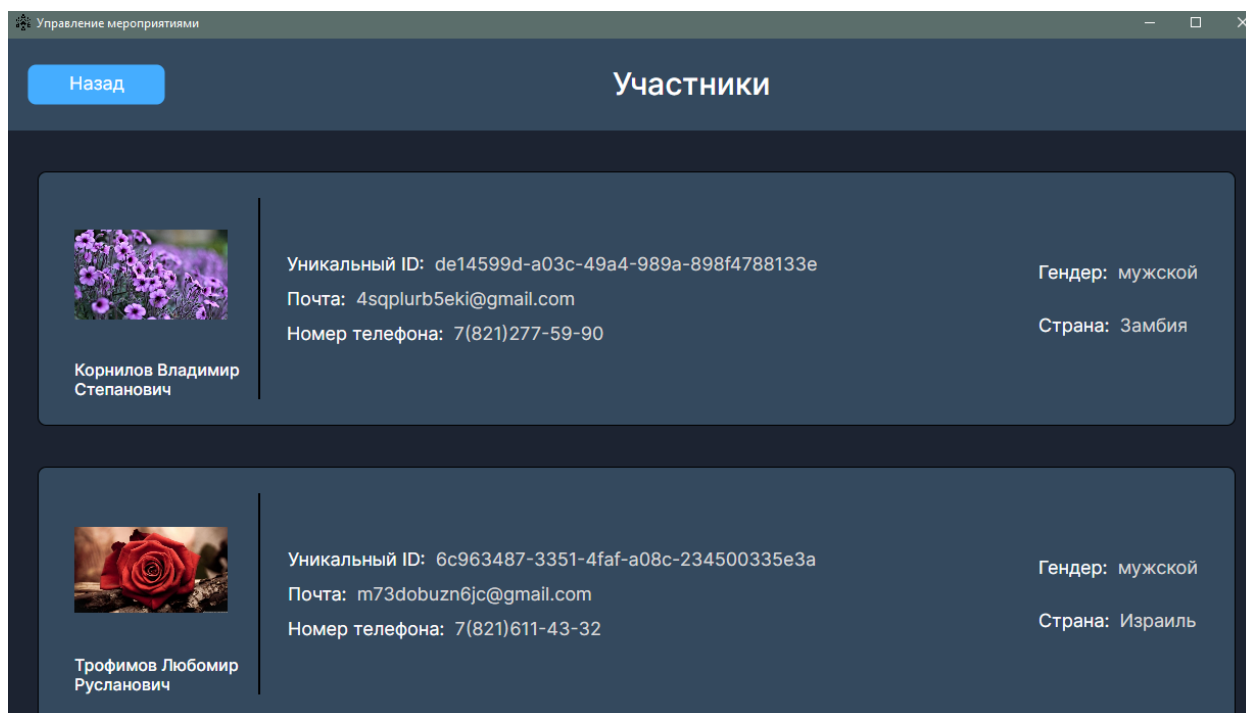 Управление мероприятиями
Назад
Участники
Уникальный ID: de14599d-a03c-49a4-989a-898f4788133e
Почта: 4sqplurb5eki@gmail.com
Номер телефона: 7(821)277-59-90
Гендер: мужской
Страна: Замбия
Корнилов Владимир
Степанович
Уникальный ID: 6c963487-3351-4faf-a08c-234500335e3a
Почта: m73dobuzn6jc@gmail.com
Номер телефона: 7(821)611-43-32
Гендер: мужской
Страна: Израиль
Трофимов Любомир
Русланович